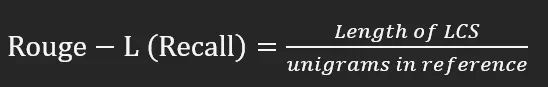 Rouge − L (Recall) = Length of LCS / unigrams in reference